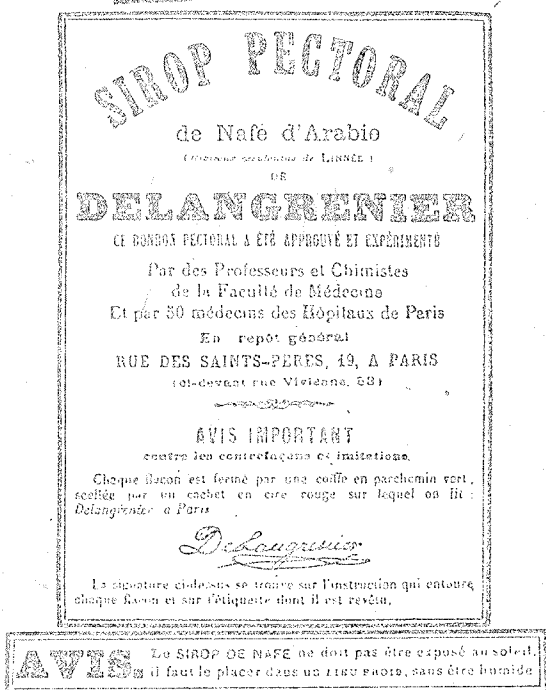 SIROP PECTORAL
de Nafé d'Arabie
(Hibiscus esculentus de LINNÉE)
DE
DELANGRENIER
CE BONBON PECTORAL A ÉTÉ APPROUVÉ ET EXPÉRIMENTÉ
Par des Professeurs et Chimistes
de la Faculté de Médecine
Et par 50 médecins des Hôpitaux de Paris
En repôt général
RUE DES SAINTS-PÈRES, 19, A PARIS
(ci-devant rue Vivienne, 53)
AVIS IMPORTANT
contre les contrefaçons et imitations.
Chaque flacon est fermé par une coiffe en parchemin vert,
scellée par un cachet en cire rouge sur lequel on lit :
Delangrenier à Paris
Delangrenier
La signature ci-dessus se trouve sur l'instruction qui entoure
chaque flacon et sur l'étiquette dont il est revêtu.
AVIS. Le SIROP DE NAFÉ ne doit pas être exposé au soleil,
il faut le placer dans un LIEU FROID, sans être humide